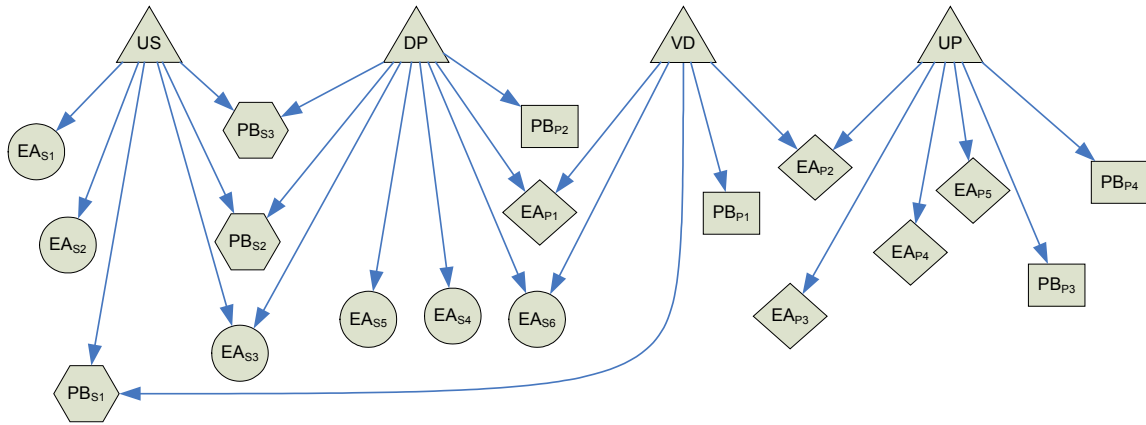 US
DP
VD
UP
PBS3
PBP2
EAS1
EAP2
EAP5
PBP4
EAP1
PBP1
EAS2
PBS2
EAP4
PBP3
EAS5
EAS4
EAS6
EAP3
EAS3
PBS1